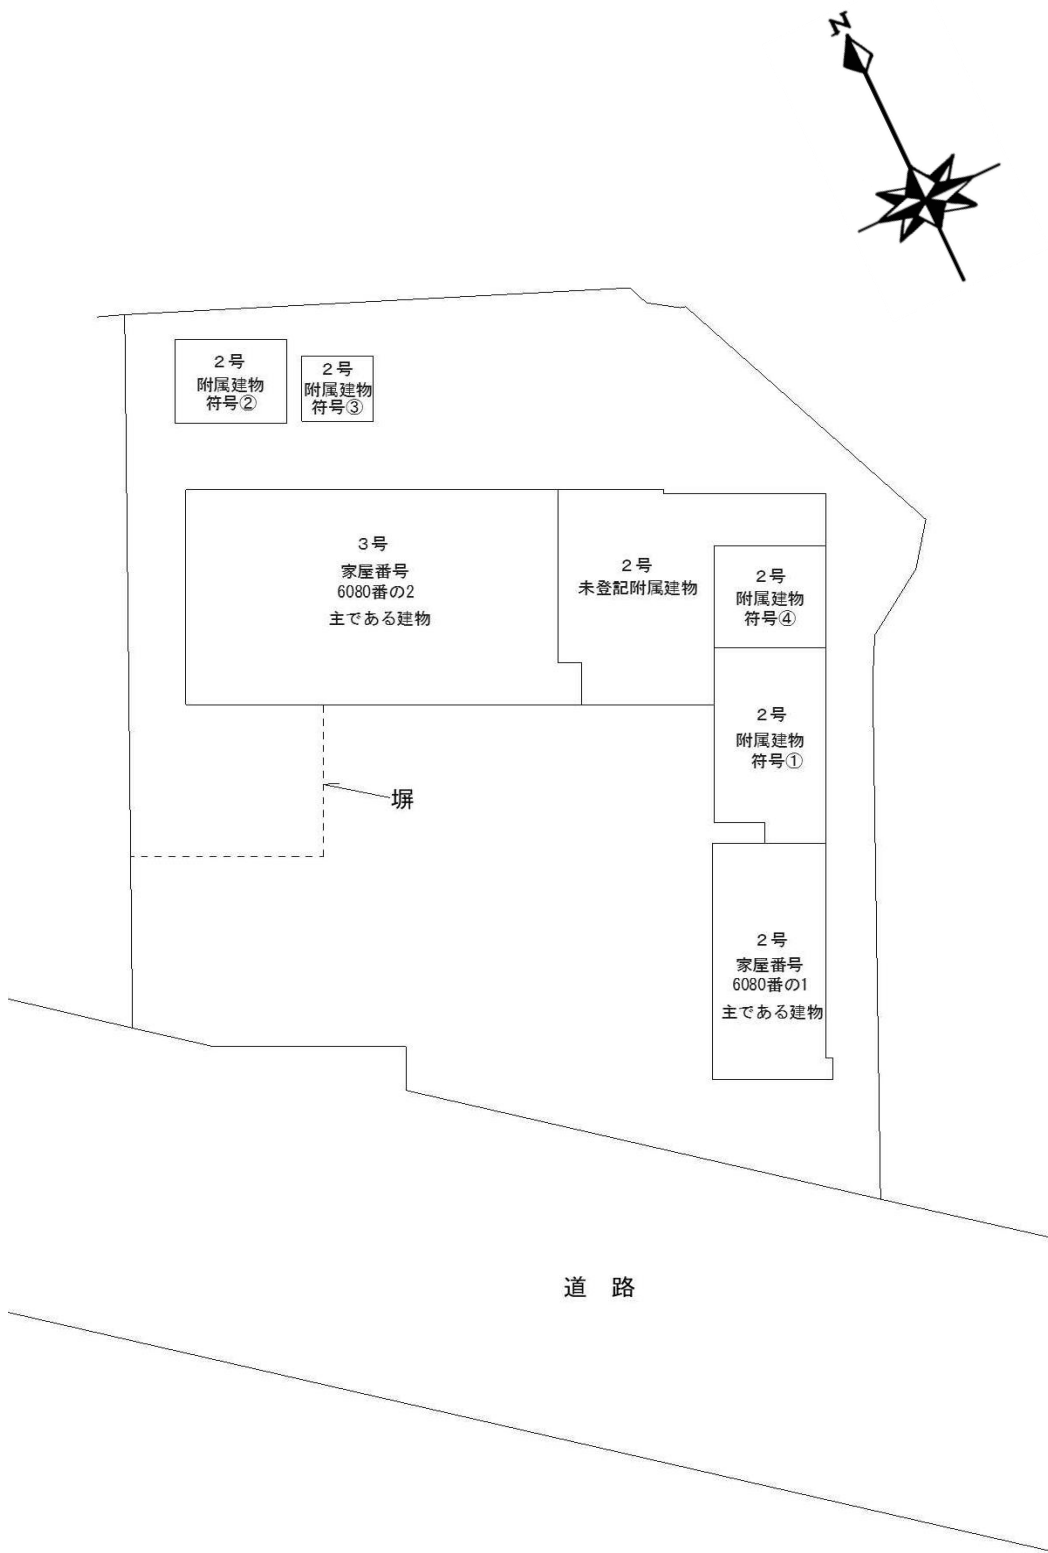 N
２号
附属建物
符号②
２号
附属建物
符号③
３号
家屋番号
6080番の2
主である建物
２号
未登記附属建物
２号
附属建物
符号④
２号
附属建物
符号①
塀
２号
家屋番号
6080番の1
主である建物
道　路